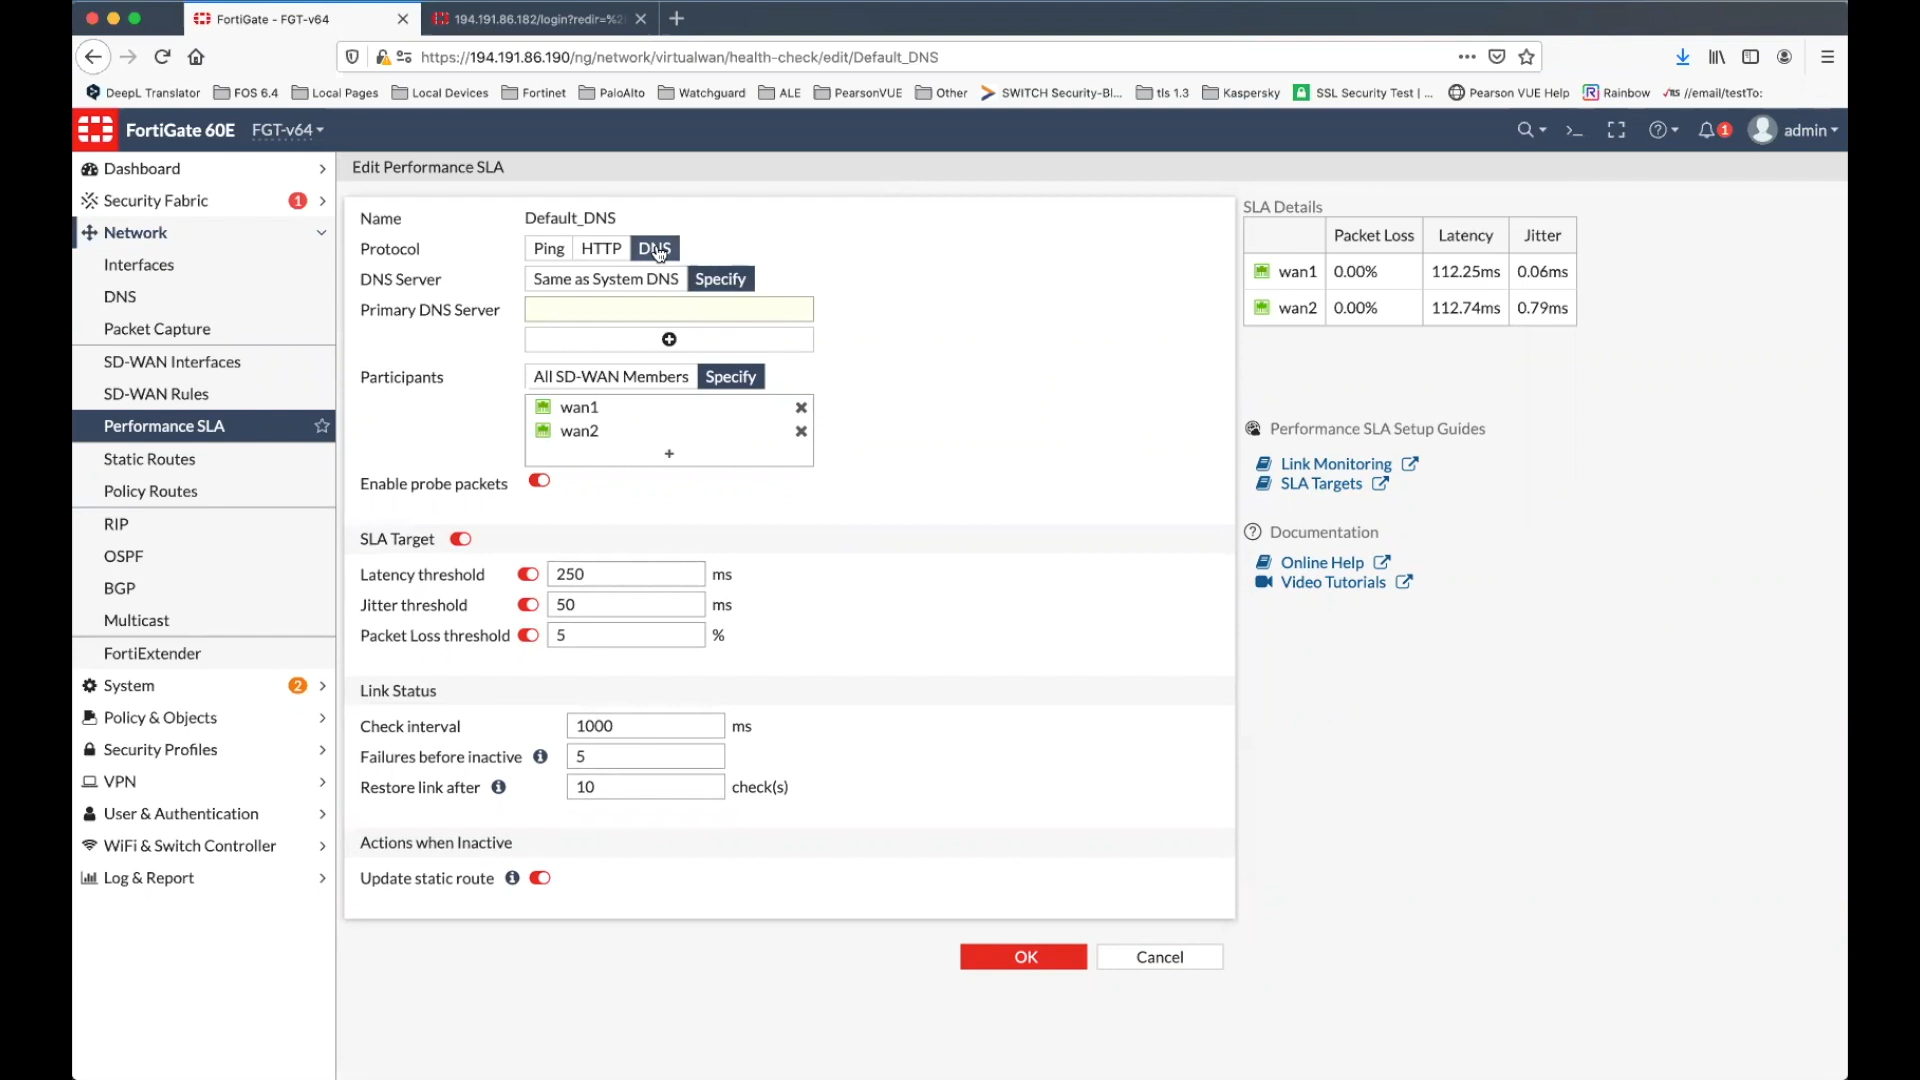 FortiGate - FGT-v64
194.191.86.182/login?redir=%2
https://194.191.86.190/ng/network/virtualwan/health-check/edit/Default_DNS
DeepL Translator FOS 6.4 Local Pages Local Devices Fortinet PaloAlto Watchguard ALE PearsonVUE Other SWITCH Security-Bl... tls 1.3 Kaspersky SSL Security Test | ... Pearson VUE Help Rainbow //email/testTo:
FortiGate 60E FGT-v64
1 admin
Dashboard
Security Fabric 1
Network
Interfaces
DNS
Packet Capture
SD-WAN Interfaces
SD-WAN Rules
Performance SLA
Static Routes
Policy Routes
RIP
OSPF
BGP
Multicast
FortiExtender
System 2
Policy & Objects
Security Profiles
VPN
User & Authentication
WiFi & Switch Controller
Log & Report
Edit Performance SLA
Name Default_DNS
Protocol Ping HTTP DNS
DNS Server Same as System DNS Specify
Primary DNS Server
Participants All SD-WAN Members Specify
wan1
wan2
Enable probe packets
SLA Target
Latency threshold 250 ms
Jitter threshold 50 ms
Packet Loss threshold 5 %
Link Status
Check interval 1000 ms
Failures before inactive 5
Restore link after 10 check(s)
Actions when Inactive
Update static route
OK Cancel
SLA Details
Packet Loss Latency Jitter
wan1 0.00% 112.25ms 0.06ms
wan2 0.00% 112.74ms 0.79ms
Performance SLA Setup Guides
Link Monitoring
SLA Targets
Documentation
Online Help
Video Tutorials